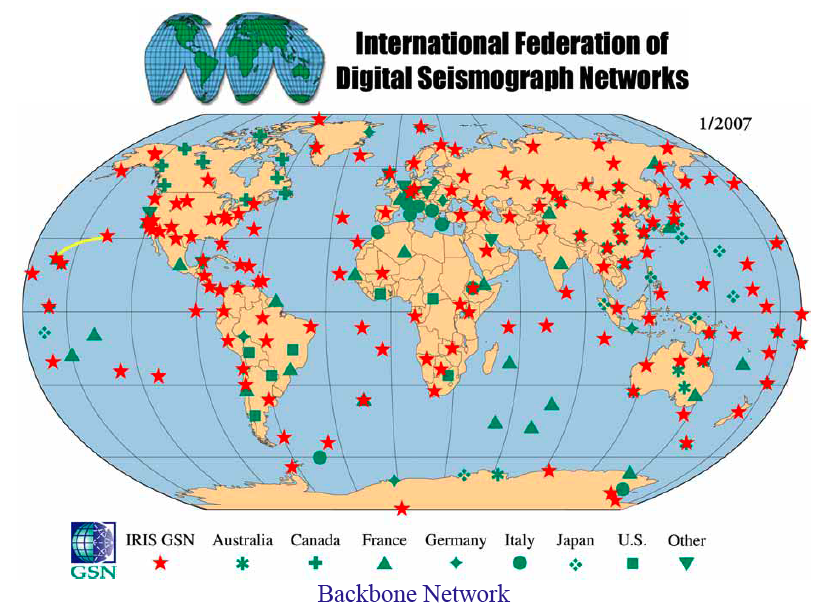 International Federation of
Digital Seismograph Networks
1/2007
IRIS GSN Australia Canada France Germany Italy Japan U.S. Other
GSN
Backbone Network